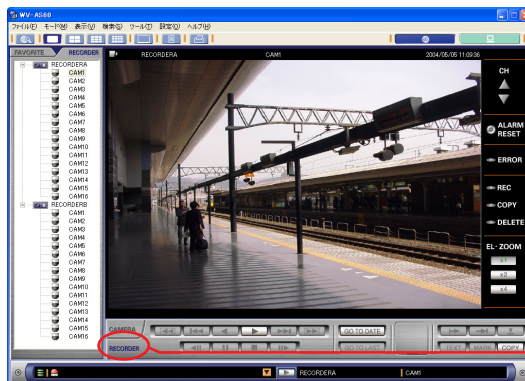 WV-AS60
ファイル(F) モード(M) 表示(V) 検索(S) ツール(T) 設定(O) ヘルプ(H)
FAVORITE RECORDER
RECORDERA
CAM1
CAM2
CAM3
CAM4
CAM5
CAM6
CAM7
CAM8
CAM9
CAM10
CAM11
CAM12
CAM13
CAM14
CAM15
CAM16
RECORDERB
CAM1
CAM2
CAM3
CAM4
CAM5
CAM6
CAM7
CAM8
CAM9
CAM10
CAM11
CAM12
CAM13
CAM14
CAM15
CAM16
RECORDERA CAM1 2004/05/05 11:09:36
CH
ALARM
RESET
ERROR
REC
COPY
DELETE
EL-ZOOM
x1
x2
x4
CAMERA
GO TO DATE
RECORDER
GO TO LAST
TEXT MARK COPY
RECORDERA CAM1